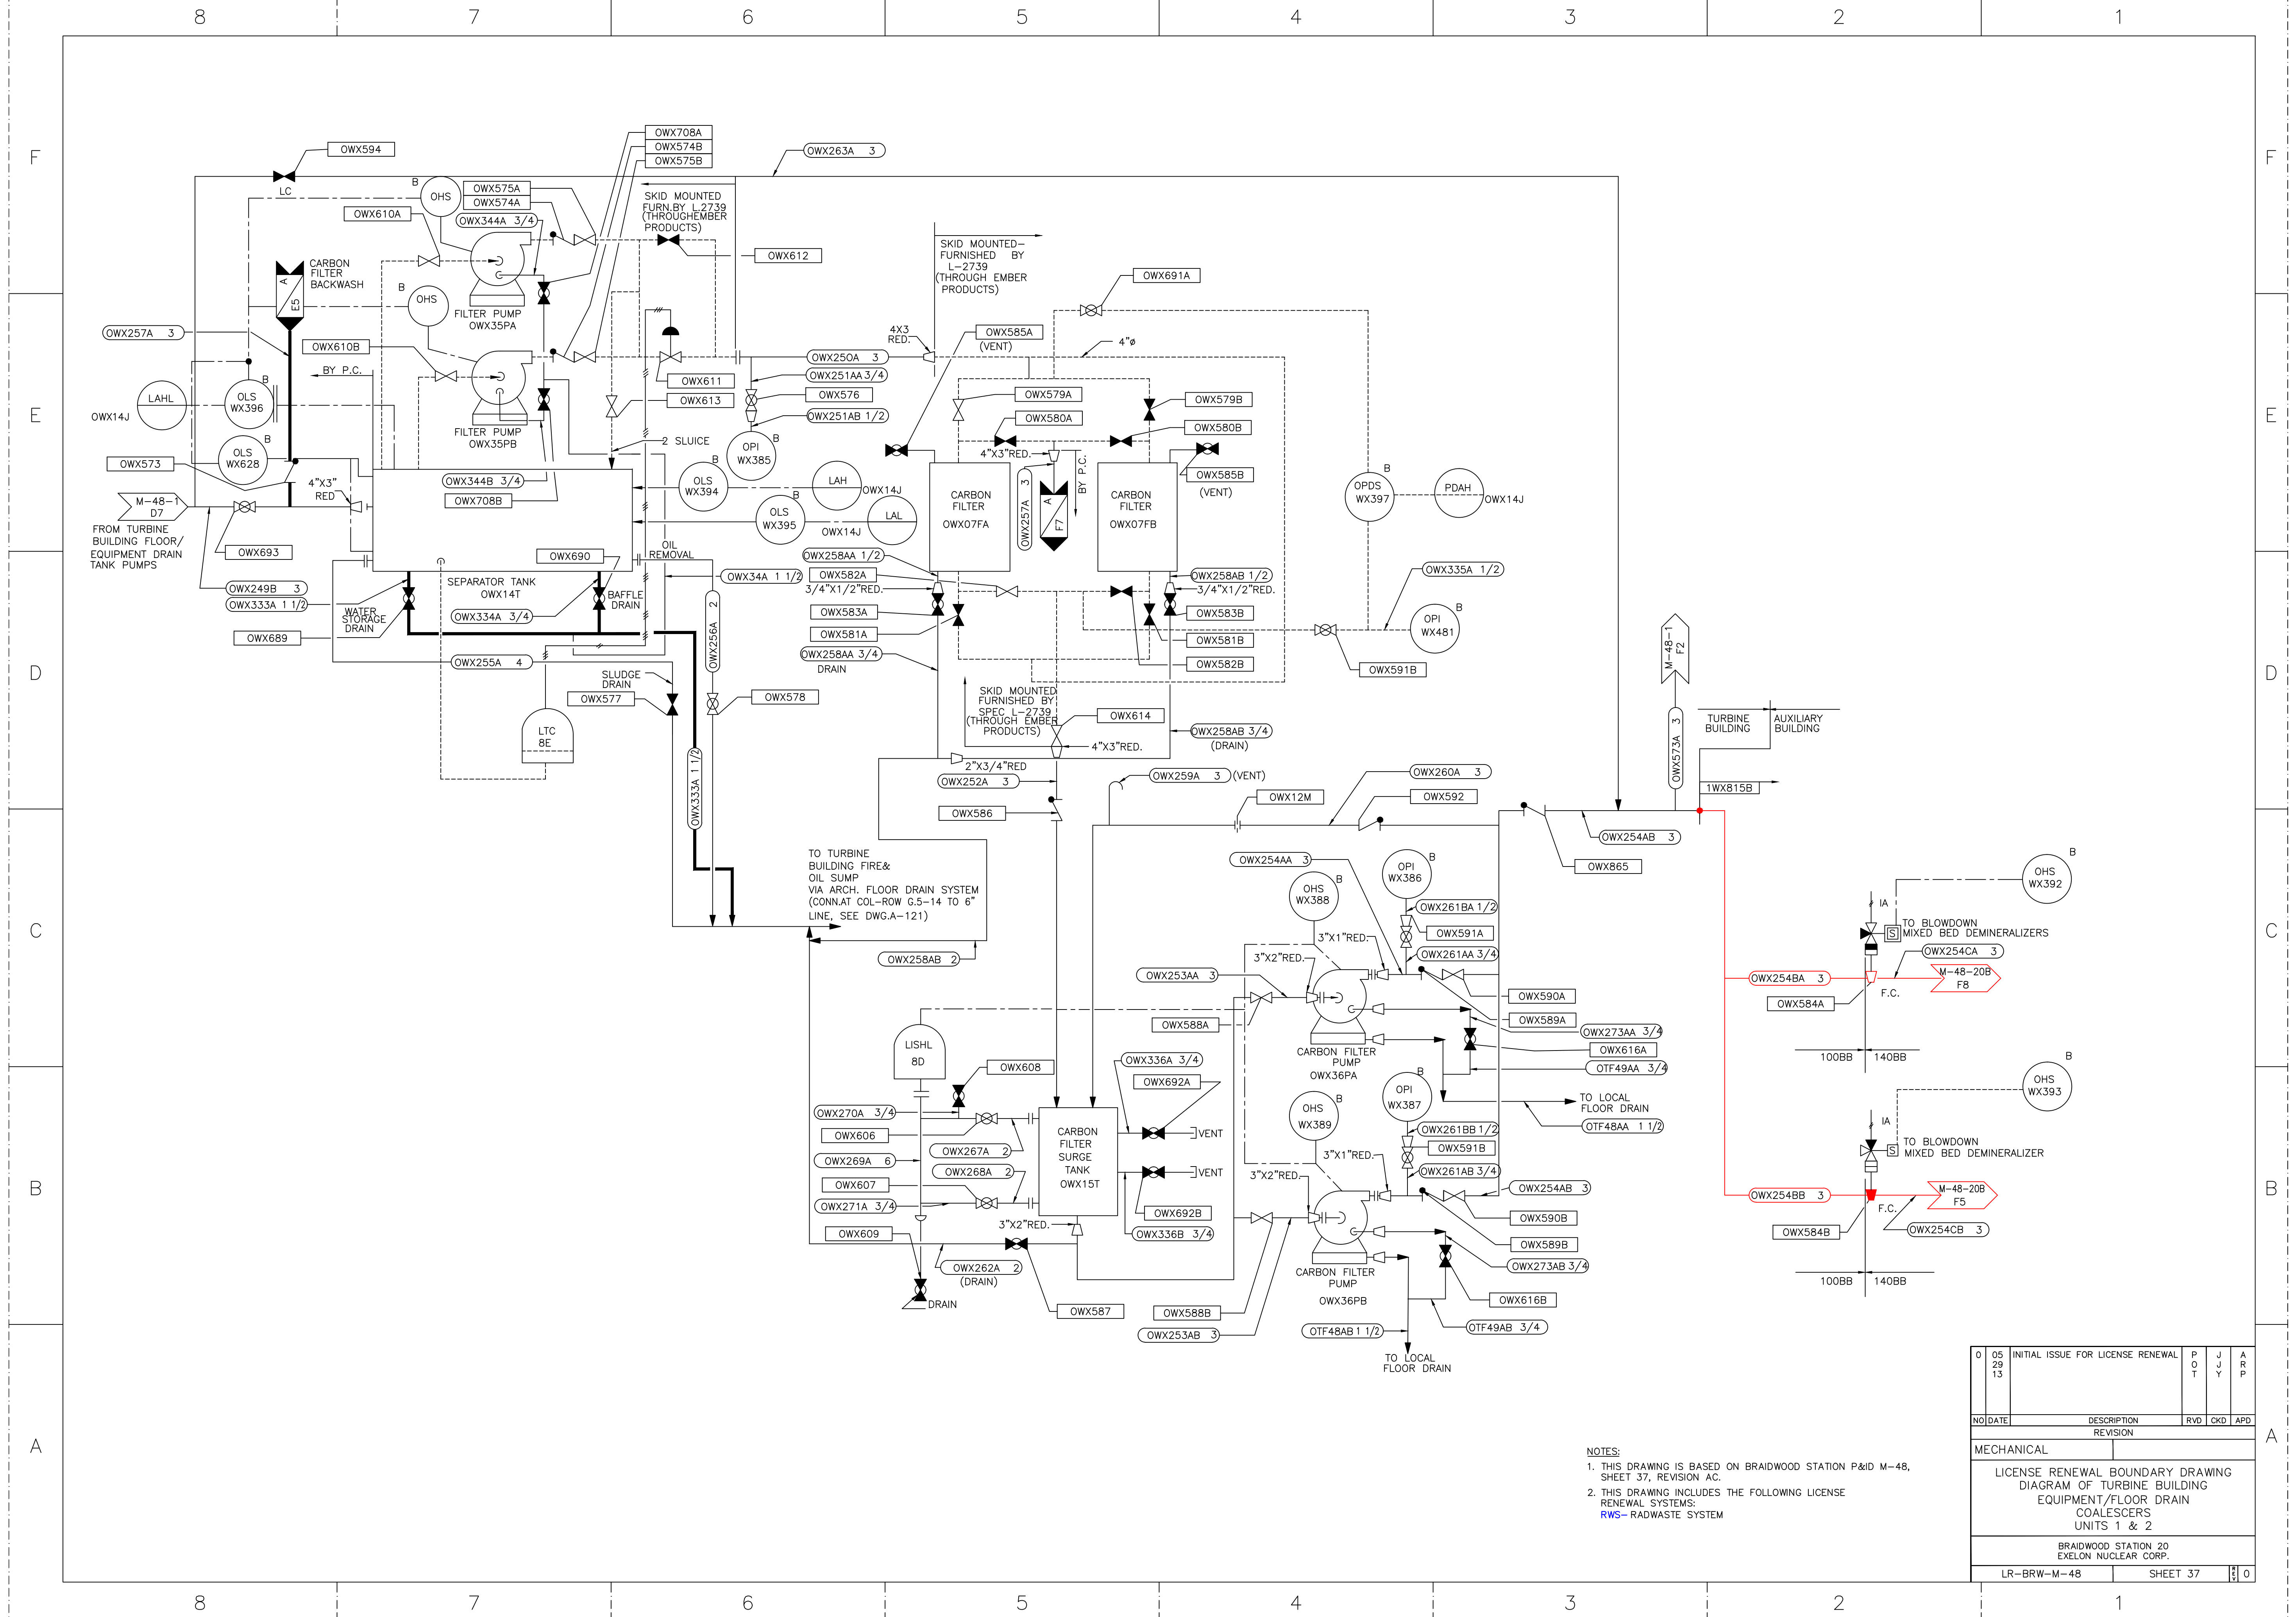 8 7 6 5 4 3 2 1
F
F
OWX708A
OWX574B
OWX575B
OWX594
OWX263A 3
LC
B
OHS
OWX575A
OWX574A
OWX610A
OWX344A 3/4
SKID MOUNTED
FURN.BY L.2739
(THROUGHEMBER
PRODUCTS)
OWX612
SKID MOUNTED-
FURNISHED BY
L-2739
(THROUGH EMBER
PRODUCTS)
OWX691A
CARBON
FILTER
BACKWASH
A
E5
B
OHS
FILTER PUMP
OWX35PA
OWX257A 3
OWX610B
BY P.C.
4X3
RED.
OWX585A
(VENT)
4"ø
OWX250A 3
OWX251AA 3/4
OWX611
OWX576
OWX613
OWX251AB 1/2
OWX579A
OWX579B
OWX580A
OWX580B
E
E
OWX14J
LAHL
B
OLS
WX396
FILTER PUMP
OWX35PB
2 SLUICE
B
OPI
WX385
4"X3"RED.
BY P.C.
B
OLS
WX628
OWX573
4"X3"
RED
OWX344B 3/4
OWX708B
B
OLS
WX394
LAH
OWX14J
B
OLS
WX395
LAL
OWX14J
CARBON
FILTER
OWX07FA
OWX257A 3
A
F7
CARBON
FILTER
OWX07FB
OWX585B
(VENT)
B
OPDS
WX397
PDAH
OWX14J
M-48-1
D7
FROM TURBINE
BUILDING FLOOR/
EQUIPMENT DRAIN
TANK PUMPS
OWX693
OWX690
OIL
REMOVAL
OWX258AA 1/2
OWX249B 3
OWX333A 1 1/2
OWX689
WATER
STORAGE
DRAIN
SEPARATOR TANK
OWX14T
OWX334A 3/4
BAFFLE
DRAIN
OWX34A 1 1/2
OWX582A
3/4"X1/2"RED.
OWX583A
OWX581A
OWX258AA 3/4
DRAIN
OWX258AB 1/2
3/4"X1/2"RED.
OWX583B
OWX581B
OWX582B
OWX335A 1/2
B
OPI
WX481
OWX591B
D
D
OWX255A 4
OWX256A 2
SLUDGE
DRAIN
OWX577
OWX578
LTC
8E
OWX333A 1 1/2
SKID MOUNTED
FURNISHED BY
SPEC L-2739
(THROUGH EMBER
PRODUCTS)
OWX614
4"X3"RED.
OWX258AB 3/4
(DRAIN)
2"X3/4"RED
OWX252A 3
OWX586
OWX259A 3 (VENT)
OWX12M
OWX260A 3
OWX592
M-48-1
F2
OWX573A 3
TURBINE
BUILDING
AUXILIARY
BUILDING
1WX815B
OWX254AB 3
OWX865
C
C
TO TURBINE
BUILDING FIRE&
OIL SUMP
VIA ARCH. FLOOR DRAIN SYSTEM
(CONN.AT COL-ROW G.5-14 TO 6"
LINE, SEE DWG.A-121)
OWX258AB 2
OWX254AA 3
B
OHS
WX388
B
OPI
WX386
OWX261BA 1/2
OWX591A
OWX261AA 3/4
3"X1"RED.
3"X2"RED.
OWX253AA 3
OWX588A
OWX590A
OWX589A
OWX273AA 3/4
OWX616A
OTF49AA 3/4
CARBON FILTER
PUMP
OWX36PA
TO LOCAL
FLOOR DRAIN
OTF48AA 1 1/2
B
OHS
WX392
IA
S
TO BLOWDOWN
MIXED BED DEMINERALIZERS
OWX254CA 3
OWX254BA 3
M-48-20B
F8
F.C.
OWX584A
100BB 140BB
LISHL
8D
OWX608
OWX270A 3/4
OWX606
OWX269A 6
OWX607
OWX271A 3/4
OWX609
OWX267A 2
OWX268A 2
3"X2"RED.
OWX262A 2
(DRAIN)
DRAIN
CARBON
FILTER
SURGE
TANK
OWX15T
OWX336A 3/4
OWX692A
VENT
VENT
OWX692B
OWX336B 3/4
OWX587
B
B
B
OHS
WX389
B
OPI
WX387
OWX261BB 1/2
OWX591B
OWX261AB 3/4
3"X1"RED.
3"X2"RED.
OWX254AB 3
OWX590B
OWX589B
OWX273AB 3/4
OWX616B
CARBON FILTER
PUMP
OWX36PB
OWX588B
OWX253AB 3
OTF48AB 1 1/2
OTF49AB 3/4
TO LOCAL
FLOOR DRAIN
B
OHS
WX393
IA
S
TO BLOWDOWN
MIXED BED DEMINERALIZER
OWX254BB 3
M-48-20B
F5
F.C.
OWX584B
OWX254CB 3
100BB 140BB
A
A
NOTES:
1. THIS DRAWING IS BASED ON BRAIDWOOD STATION P&ID M-48,
SHEET 37, REVISION AC.
2. THIS DRAWING INCLUDES THE FOLLOWING LICENSE
RENEWAL SYSTEMS:
RWS- RADWASTE SYSTEM
0 05 29 13 INITIAL ISSUE FOR LICENSE RENEWAL POT JJY ARP
NO DATE DESCRIPTION RVD CKD APD
REVISION
MECHANICAL
LICENSE RENEWAL BOUNDARY DRAWING
DIAGRAM OF TURBINE BUILDING
EQUIPMENT/FLOOR DRAIN
COALESCERS
UNITS 1 & 2
BRAIDWOOD STATION 20
EXELON NUCLEAR CORP.
LR-BRW-M-48 SHEET 37 REV 0
8 7 6 5 4 3 2 1